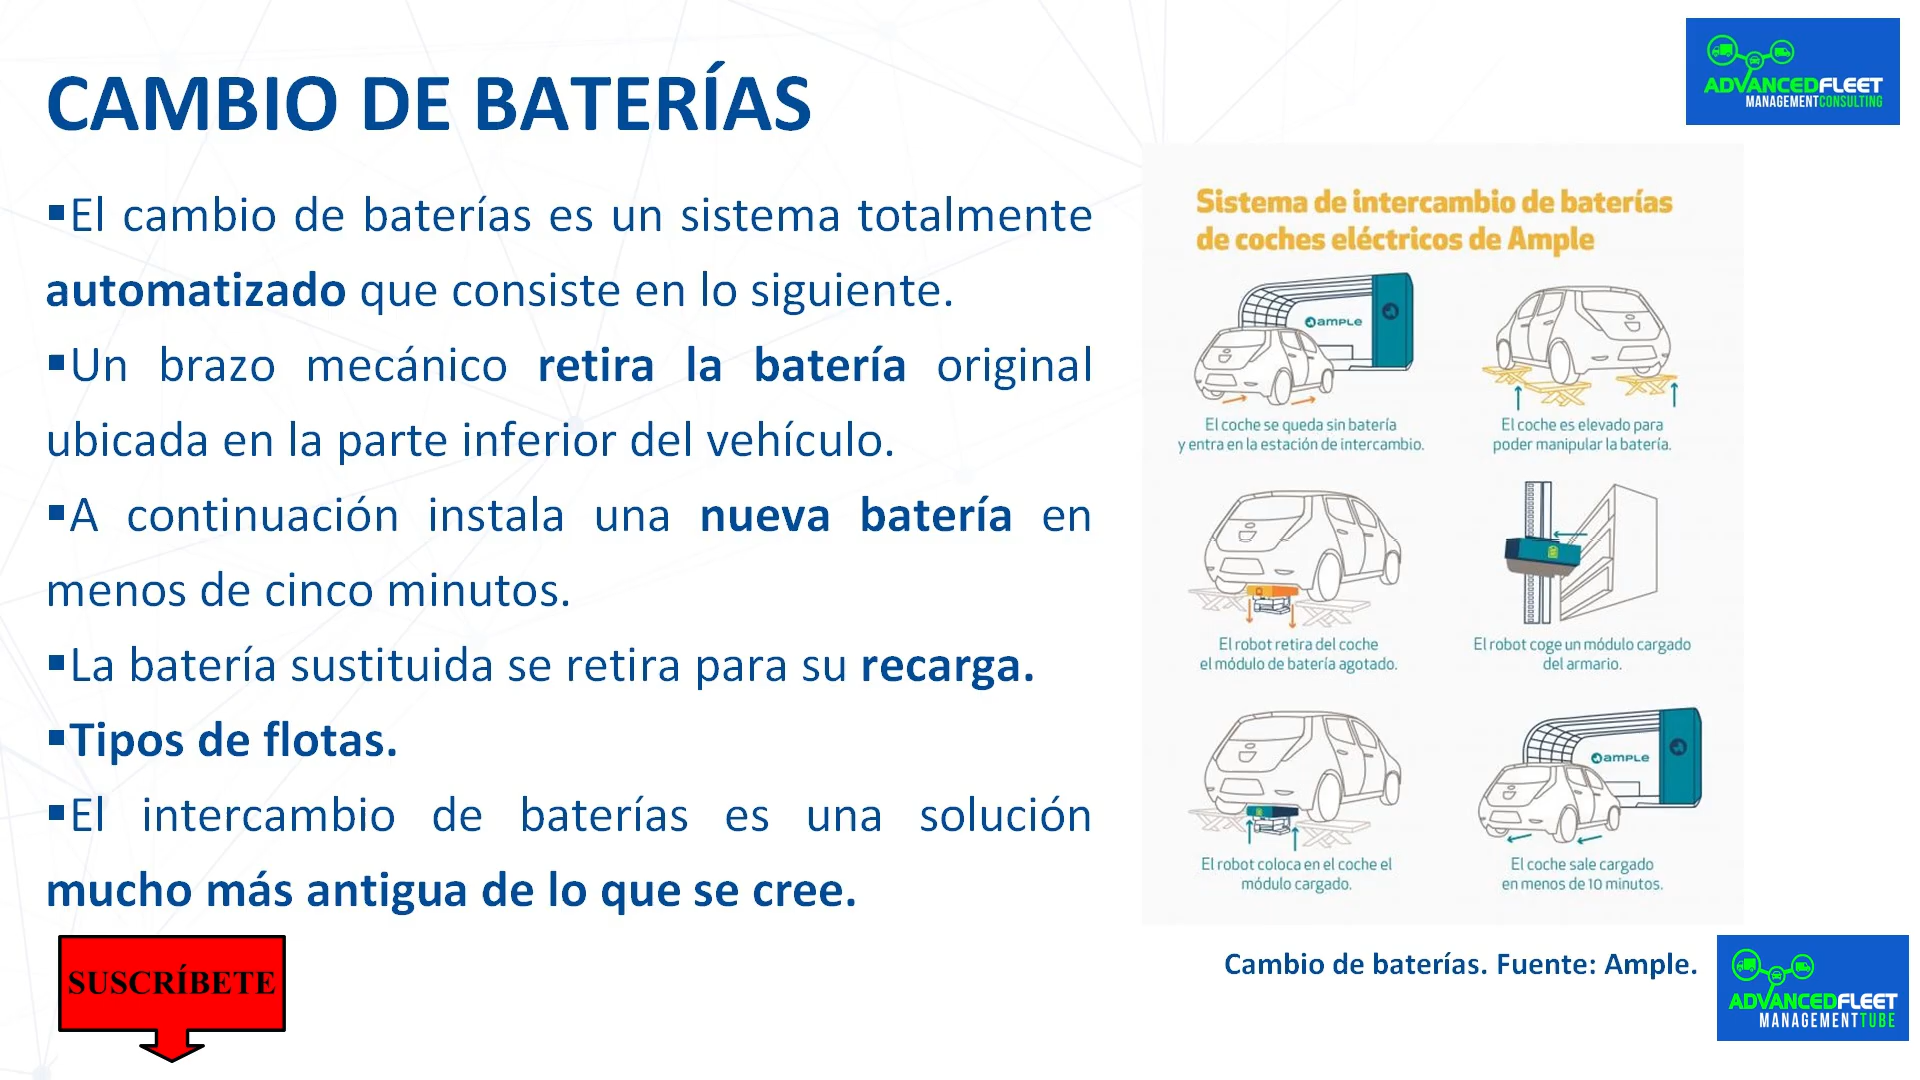 CAMBIO DE BATERÍAS
▪El cambio de baterías es un sistema totalmente
automatizado que consiste en lo siguiente.
▪Un brazo mecánico retira la batería original
ubicada en la parte inferior del vehículo.
▪A continuación instala una nueva batería en
menos de cinco minutos.
▪La batería sustituida se retira para su recarga.
▪Tipos de flotas.
▪El intercambio de baterías es una solución
mucho más antigua de lo que se cree.
SUSCRÍBETE
ADVANCEDFLEET
MANAGEMENTCONSULTING
Sistema de intercambio de baterías
de coches eléctricos de Ample
AMPLE
El coche se queda sin batería
y entra en la estación de intercambio.
El coche es elevado para
poder manipular la batería.
El robot retira del coche
el módulo de batería agotado.
El robot coge un módulo cargado
del armario.
El robot coloca en el coche el
módulo cargado.
AMPLE
El coche sale cargado
en menos de 10 minutos.
Cambio de baterías. Fuente: Ample.
ADVANCEDFLEET
MANAGEMENTTUBE